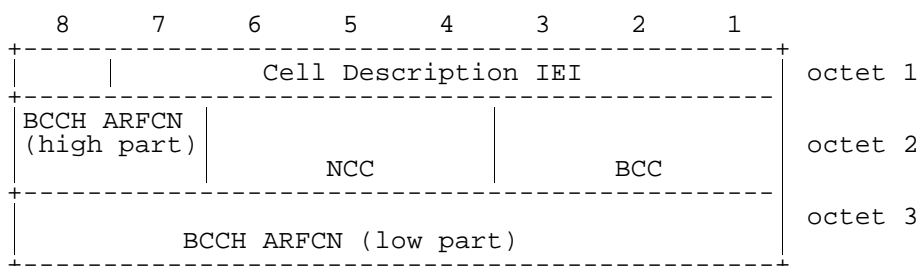 8 7 6 5 4 3 2 1
Cell Description IEI octet 1
BCCH ARFCN
(high part) octet 2
NCC BCC
octet 3
BCCH ARFCN (low part)